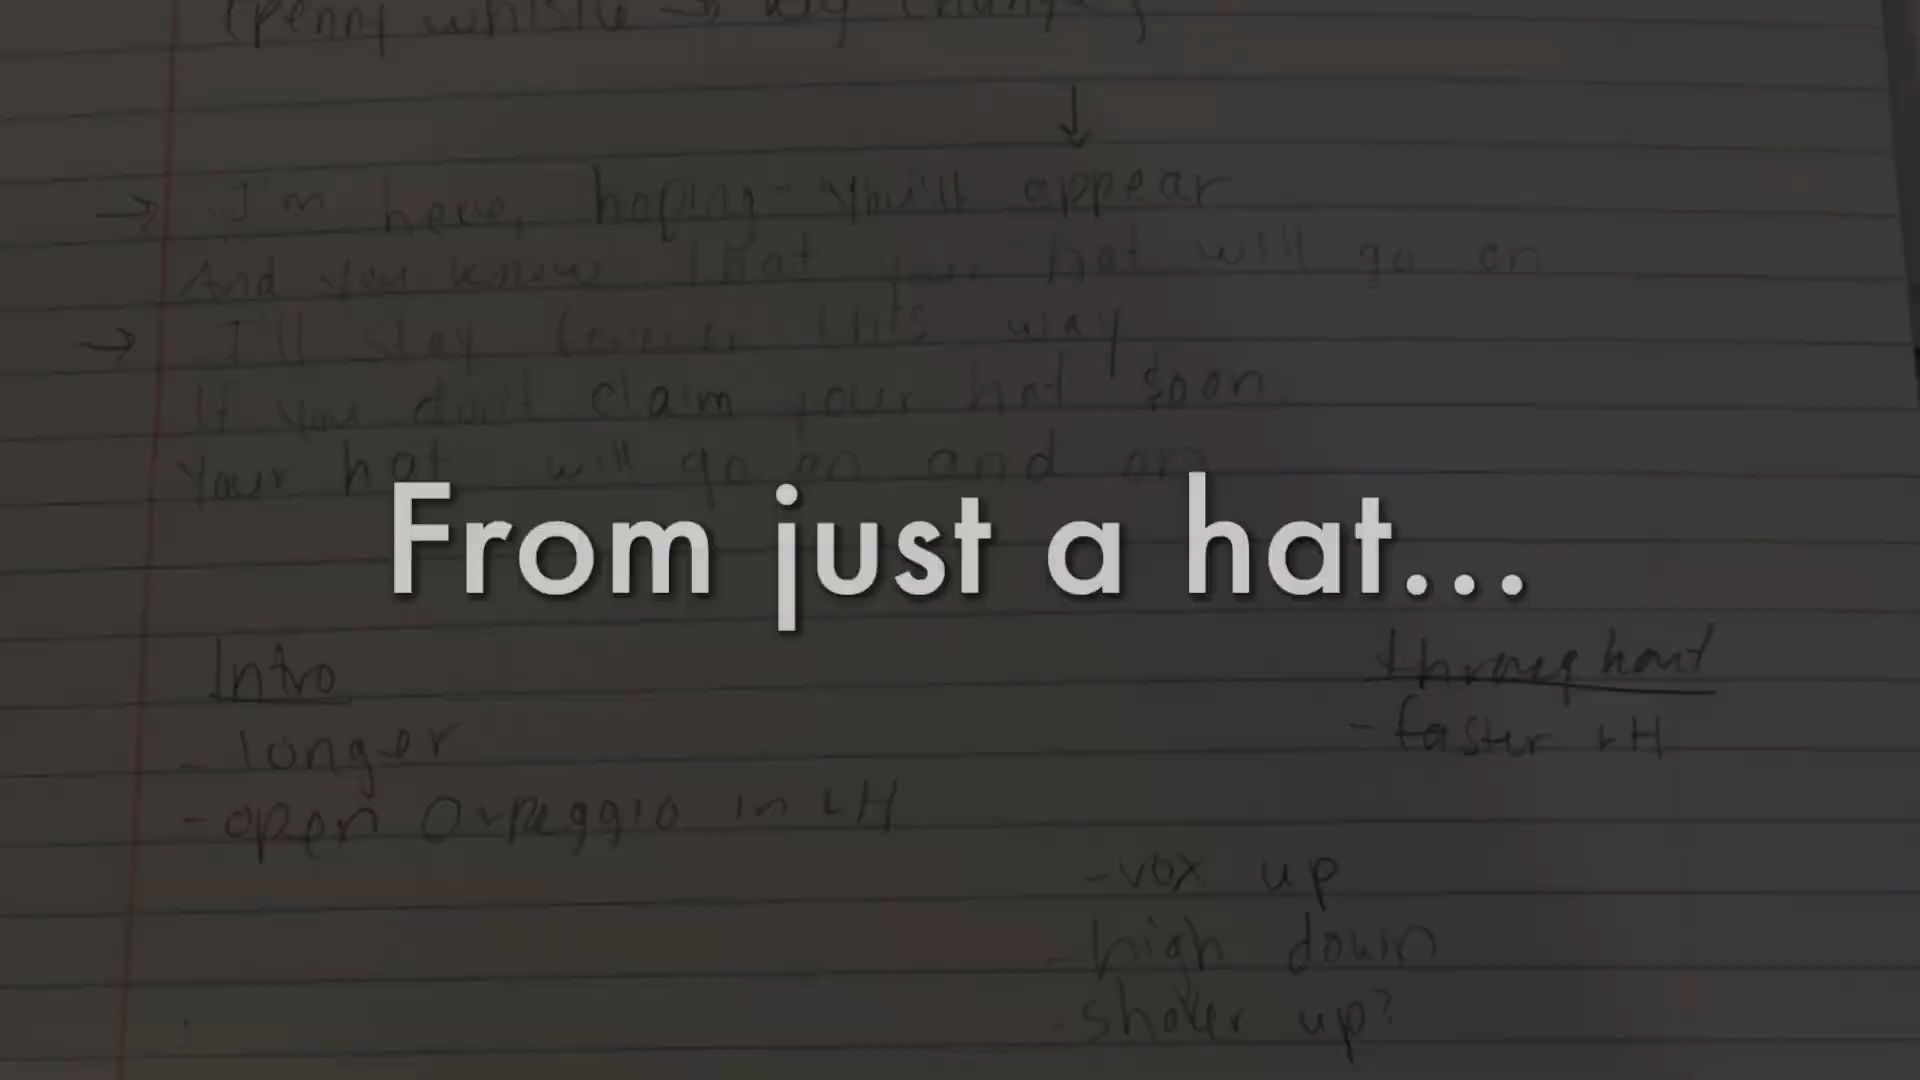 (penny whistle → key change)
↓
→ I'm here, hoping you'll appear
And you know that your hat will go on
→ I'll stay forever this way
If you don't claim your hat soon
Your hat will go on and on
From just a hat...
Intro
throughout
- longer
- faster LH
- open arpeggio in LH
- vox up
- high down
- shaker up?